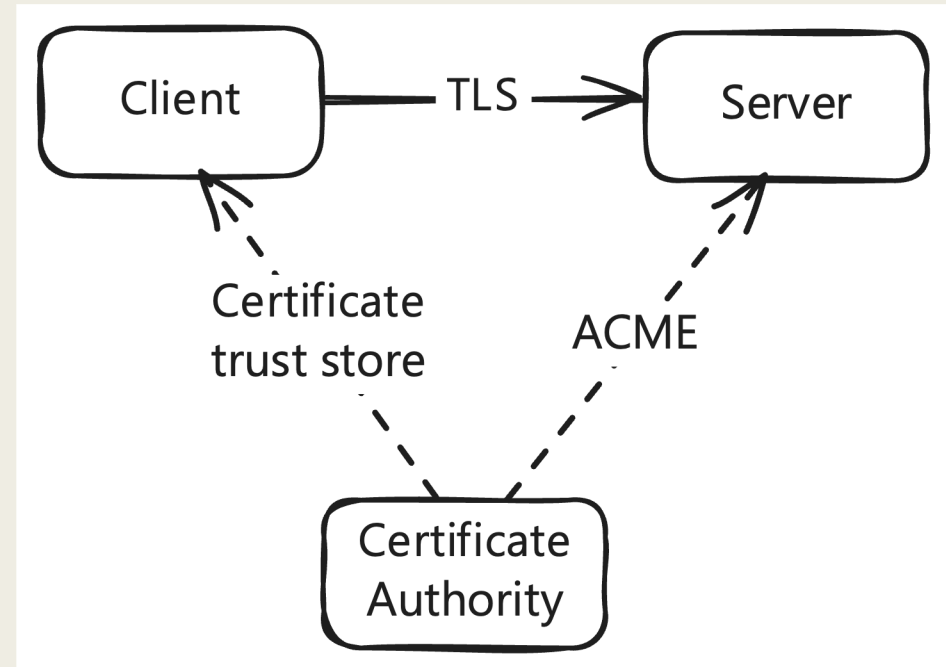 Client
TLS
Server
Certificate
trust store
ACME
Certificate
Authority